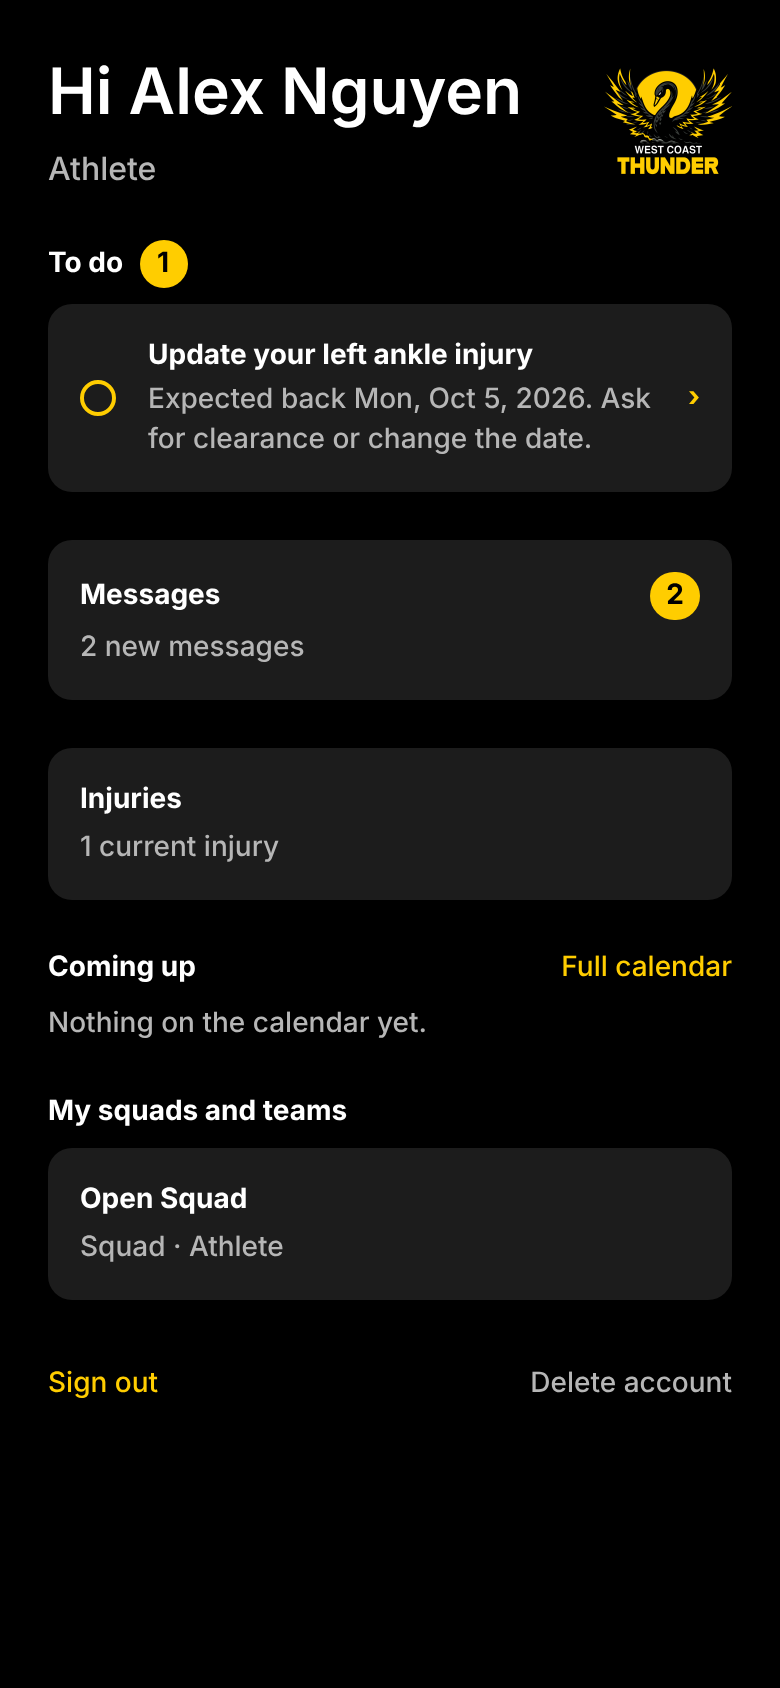 Hi Alex Nguyen
Athlete
WEST COAST
THUNDER
To do 1
Update your left ankle injury
Expected back Mon, Oct 5, 2026. Ask
for clearance or change the date.
Messages 2
2 new messages
Injuries
1 current injury
Coming up Full calendar
Nothing on the calendar yet.
My squads and teams
Open Squad
Squad · Athlete
Sign out Delete account